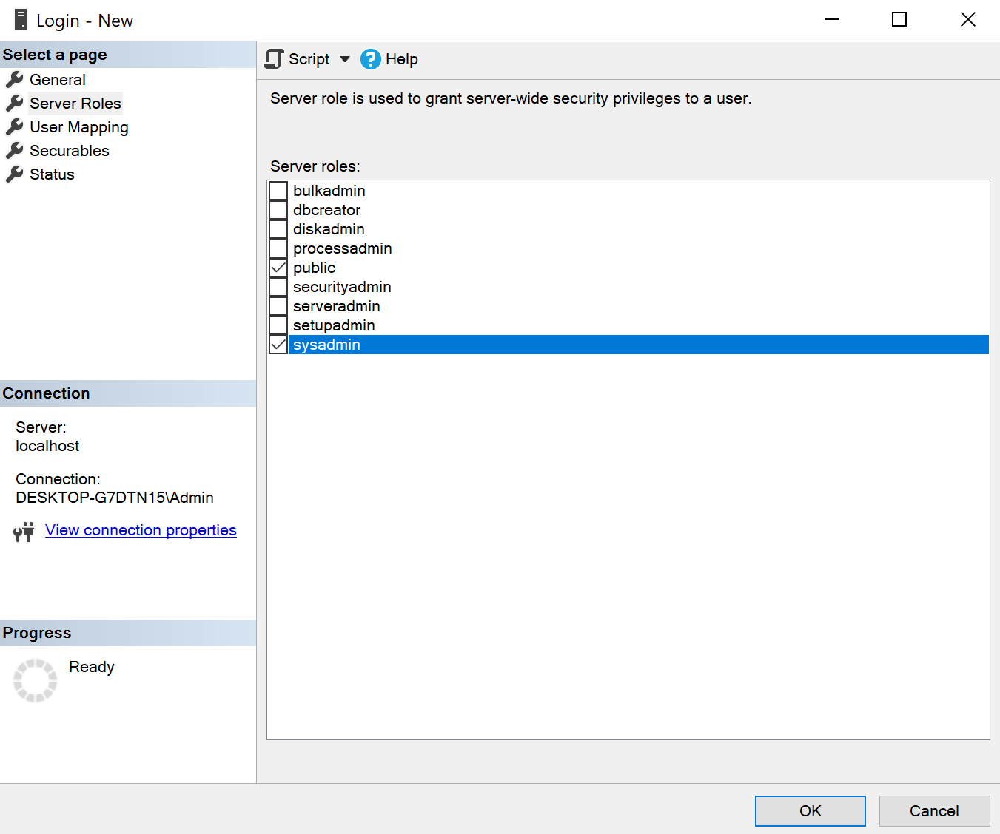 Login - New
Select a page
General
Server Roles
User Mapping
Securables
Status
Connection
Server:
localhost
Connection:
DESKTOP-G7DTN15\Admin
View connection properties
Progress
Ready
Script
Help
Server role is used to grant server-wide security privileges to a user.
Server roles:
bulkadmin
dbcreator
diskadmin
processadmin
public
securityadmin
serveradmin
setupadmin
sysadmin
OK
Cancel